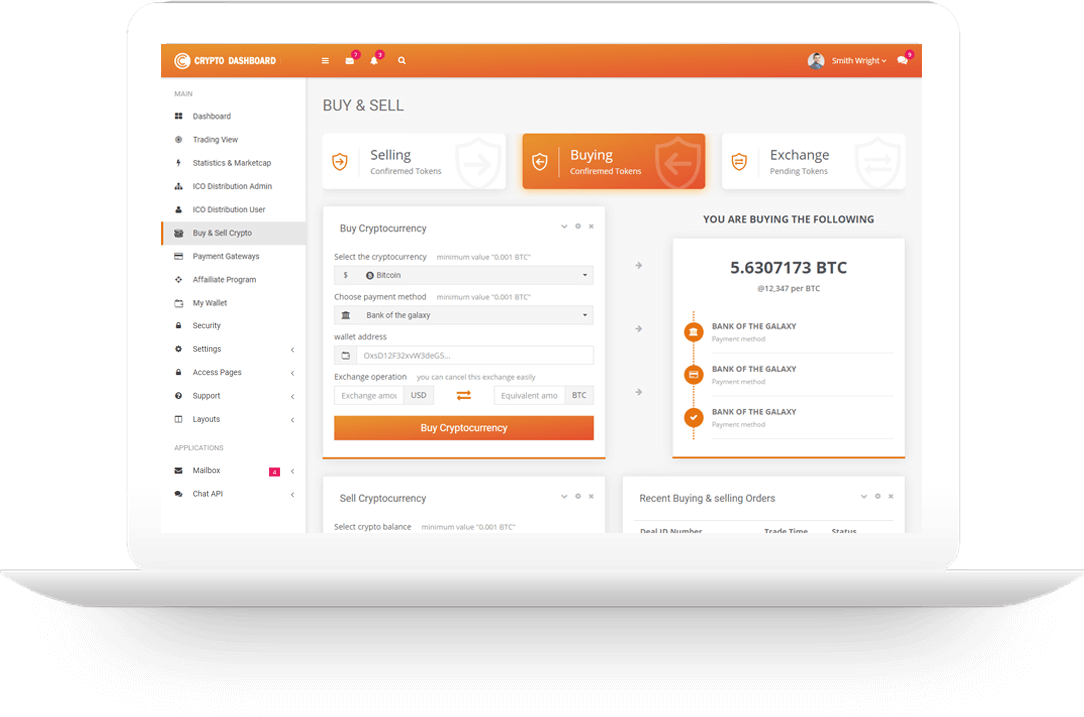 CRYPTO DASHBOARD
7
3
Smith Wright
9
MAIN
Dashboard
Trading View
Statistics & Marketcap
ICO Distribution Admin
ICO Distribution User
Buy & Sell Crypto
Payment Gateways
Affailiate Program
My Wallet
Security
Settings
Access Pages
Support
Layouts
APPLICATIONS
Mailbox 4
Chat API
BUY & SELL
Selling
Confiremed Tokens
Buying
Confiremed Tokens
Exchange
Pending Tokens
Buy Cryptocurrency
Select the cryptocurrency minimum value "0.001 BTC"
$ Bitcoin
Choose payment method minimum value "0.001 BTC"
Bank of the galaxy
wallet address
OxsD12F32xvW3deG5...
Exchange operation you can cancel this exchange easily
Exchange amou USD Equivalent amo BTC
Buy Cryptocurrency
YOU ARE BUYING THE FOLLOWING
5.6307173 BTC
@12,347 per BTC
BANK OF THE GALAXY
Payment method
BANK OF THE GALAXY
Payment method
BANK OF THE GALAXY
Payment method
Sell Cryptocurrency
Select crypto balance minimum value "0.001 BTC"
Recent Buying & selling Orders
Deal ID Number Trade Time Status